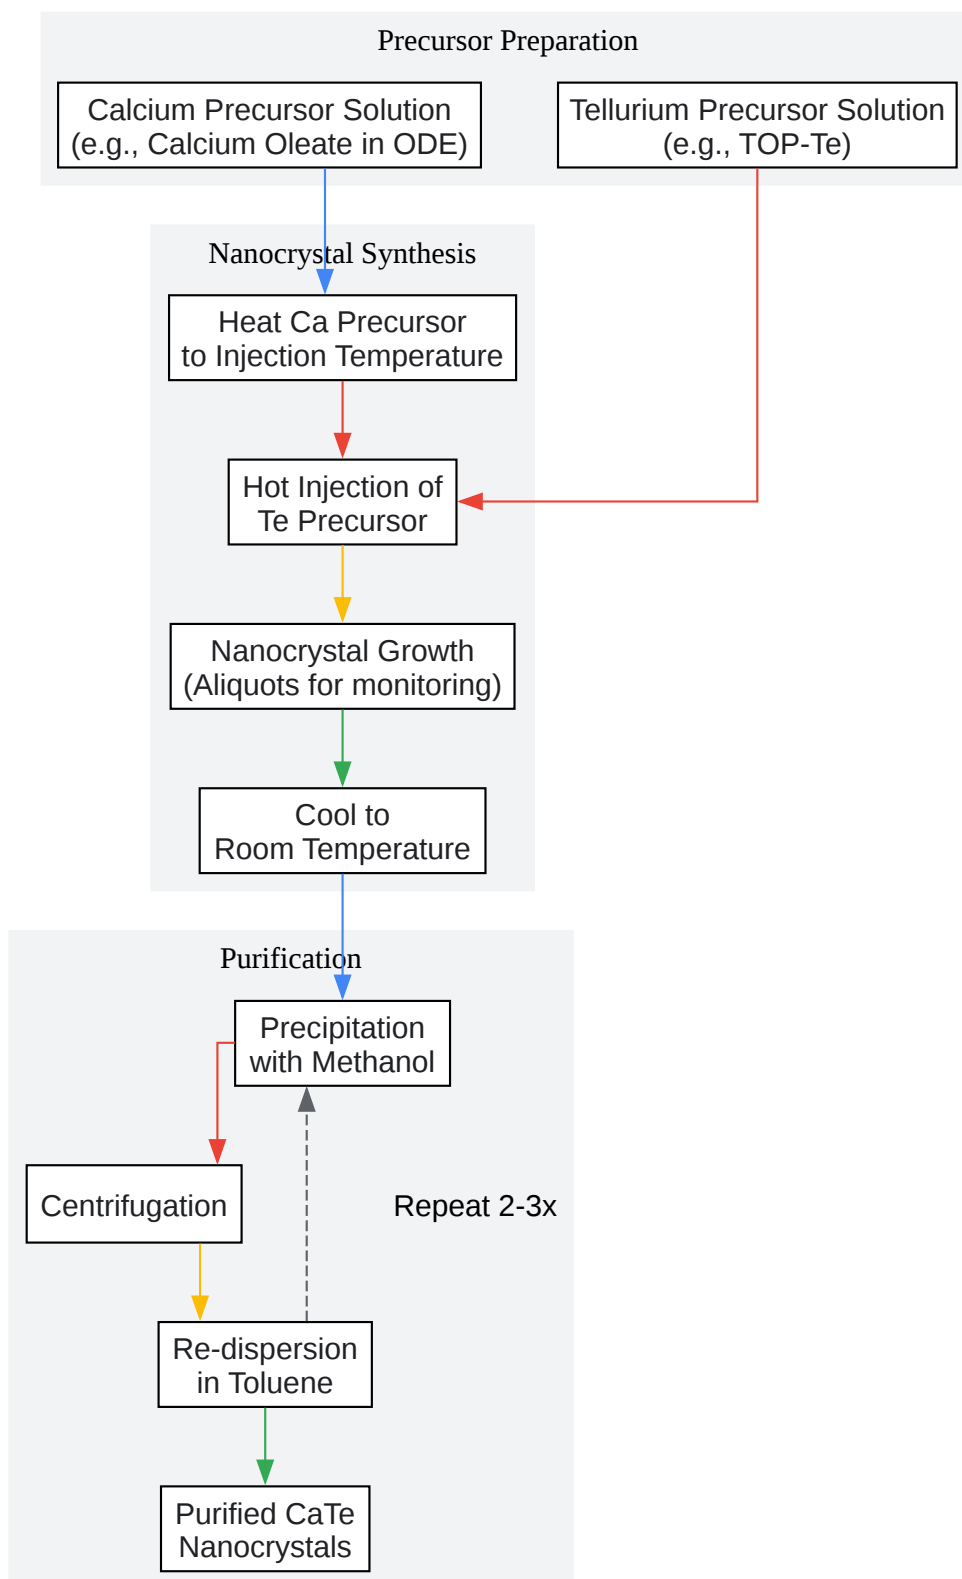 Precursor Preparation
Calcium Precursor Solution
(e.g., Calcium Oleate in ODE)
Tellurium Precursor Solution
(e.g., TOP-Te)
Nanocrystal Synthesis
Heat Ca Precursor
to Injection Temperature
Hot Injection of
Te Precursor
Nanocrystal Growth
(Aliquots for monitoring)
Cool to
Room Temperature
Purification
Precipitation
with Methanol
Centrifugation
Repeat 2-3x
Re-dispersion
in Toluene
Purified CaTe
Nanocrystals